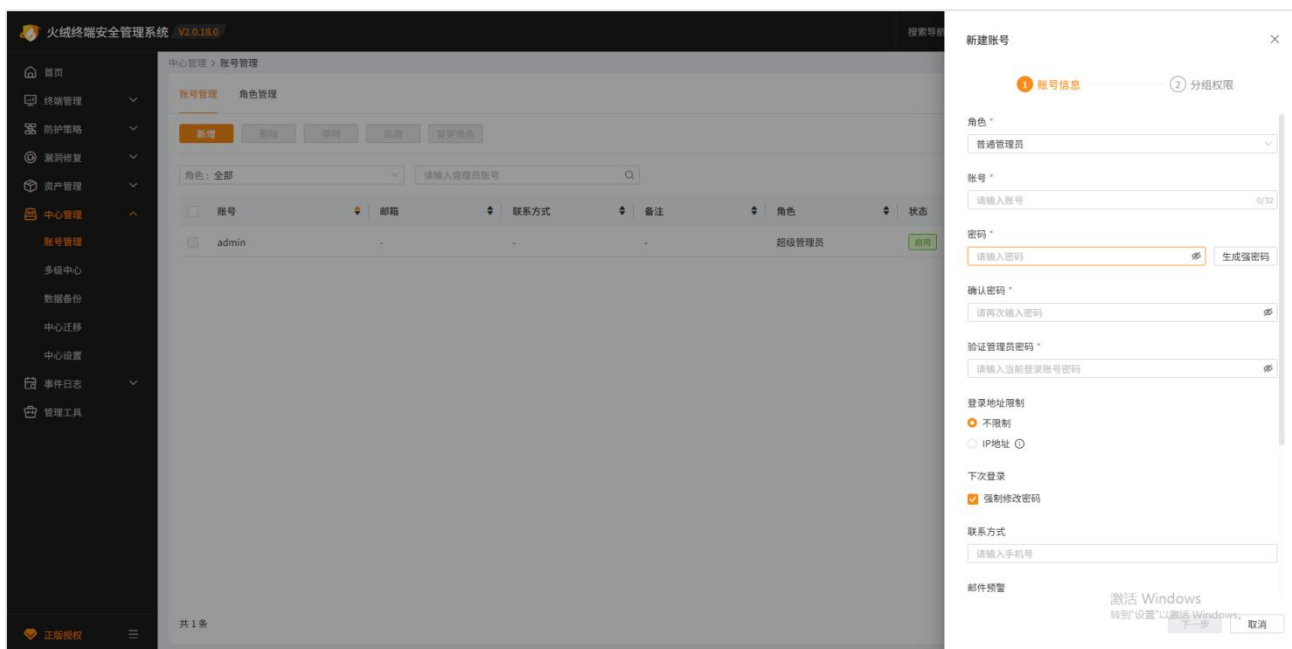 火绒终端安全管理系统 V2.0.18.0
搜索导航
首页
终端管理
防护策略
漏洞修复
资产管理
中心管理
账号管理
多级中心
数据备份
中心迁移
中心设置
事件日志
管理工具
正版授权
中心管理 > 账号管理
账号管理 角色管理
新增 删除 停用 启用 变更角色
角色: 全部 请输入管理员账号
账号 邮箱 联系方式 备注 角色 状态
admin - - - 超级管理员 启用
共 1 条
新建账号
1 账号信息 2 分组权限
角色 *
普通管理员
账号 *
请输入账号 0/32
密码 *
请输入密码 生成强密码
确认密码 *
请再次输入密码
验证管理员密码 *
请输入当前登录账号密码
登录地址限制
不限制
IP地址
下次登录
强制修改密码
联系方式
请输入手机号
邮件预警
激活 Windows
转到"设置"以激活 Windows。
下一步 取消